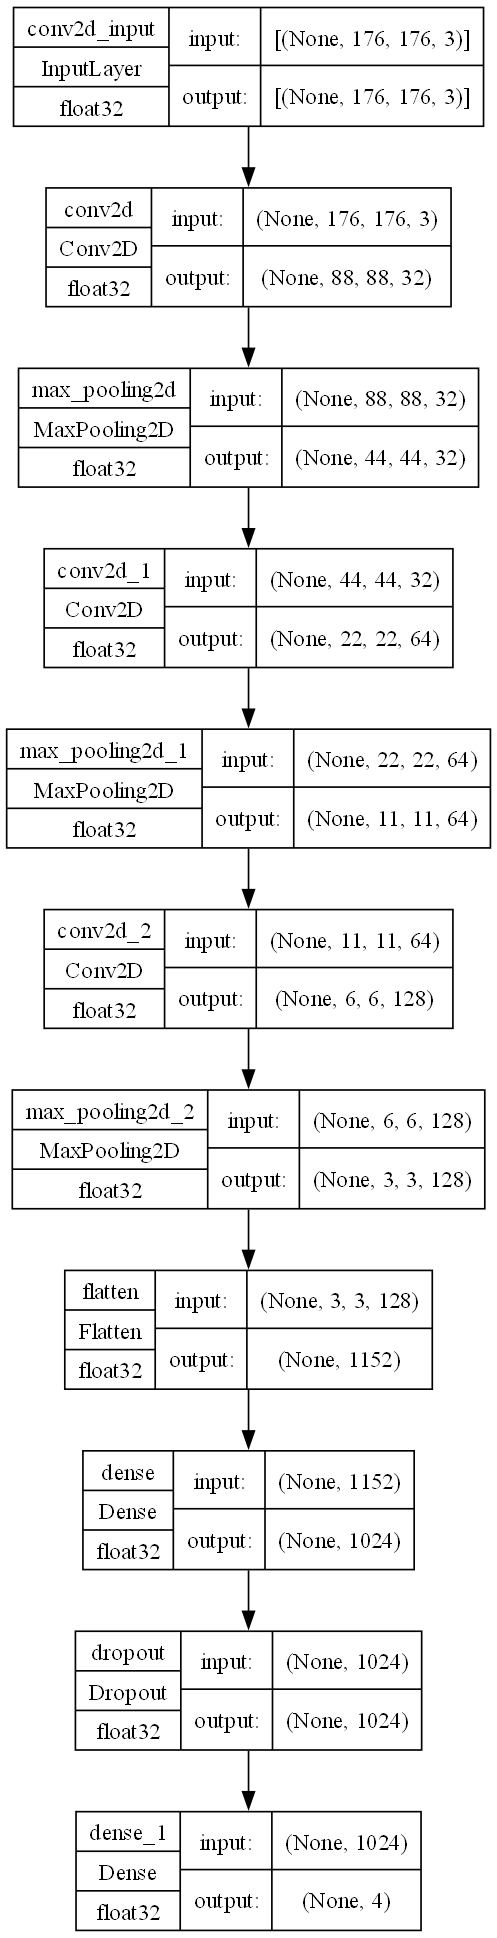 conv2d_input
InputLayer
float32
input:
[(None, 176, 176, 3)]
output:
[(None, 176, 176, 3)]
conv2d
Conv2D
float32
input:
(None, 176, 176, 3)
output:
(None, 88, 88, 32)
max_pooling2d
MaxPooling2D
float32
input:
(None, 88, 88, 32)
output:
(None, 44, 44, 32)
conv2d_1
Conv2D
float32
input:
(None, 44, 44, 32)
output:
(None, 22, 22, 64)
max_pooling2d_1
MaxPooling2D
float32
input:
(None, 22, 22, 64)
output:
(None, 11, 11, 64)
conv2d_2
Conv2D
float32
input:
(None, 11, 11, 64)
output:
(None, 6, 6, 128)
max_pooling2d_2
MaxPooling2D
float32
input:
(None, 6, 6, 128)
output:
(None, 3, 3, 128)
flatten
Flatten
float32
input:
(None, 3, 3, 128)
output:
(None, 1152)
dense
Dense
float32
input:
(None, 1152)
output:
(None, 1024)
dropout
Dropout
float32
input:
(None, 1024)
output:
(None, 1024)
dense_1
Dense
float32
input:
(None, 1024)
output:
(None, 4)